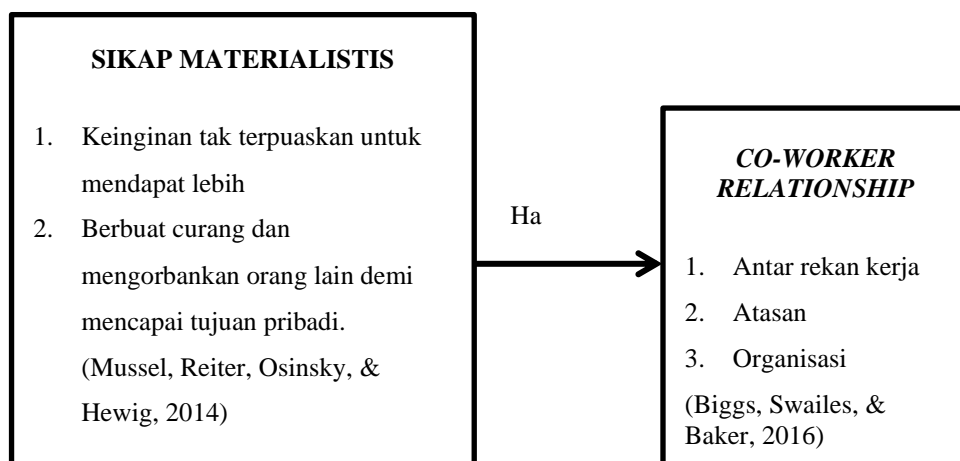 SIKAP MATERIALISTIS
1. Keinginan tak terpuaskan untuk
mendapat lebih
2. Berbuat curang dan
mengorbankan orang lain demi
mencapai tujuan pribadi.
(Mussel, Reiter, Osinsky, &
Hewig, 2014)
Ha
CO-WORKER
RELATIONSHIP
1. Antar rekan kerja
2. Atasan
3. Organisasi
(Biggs, Swailes, &
Baker, 2016)